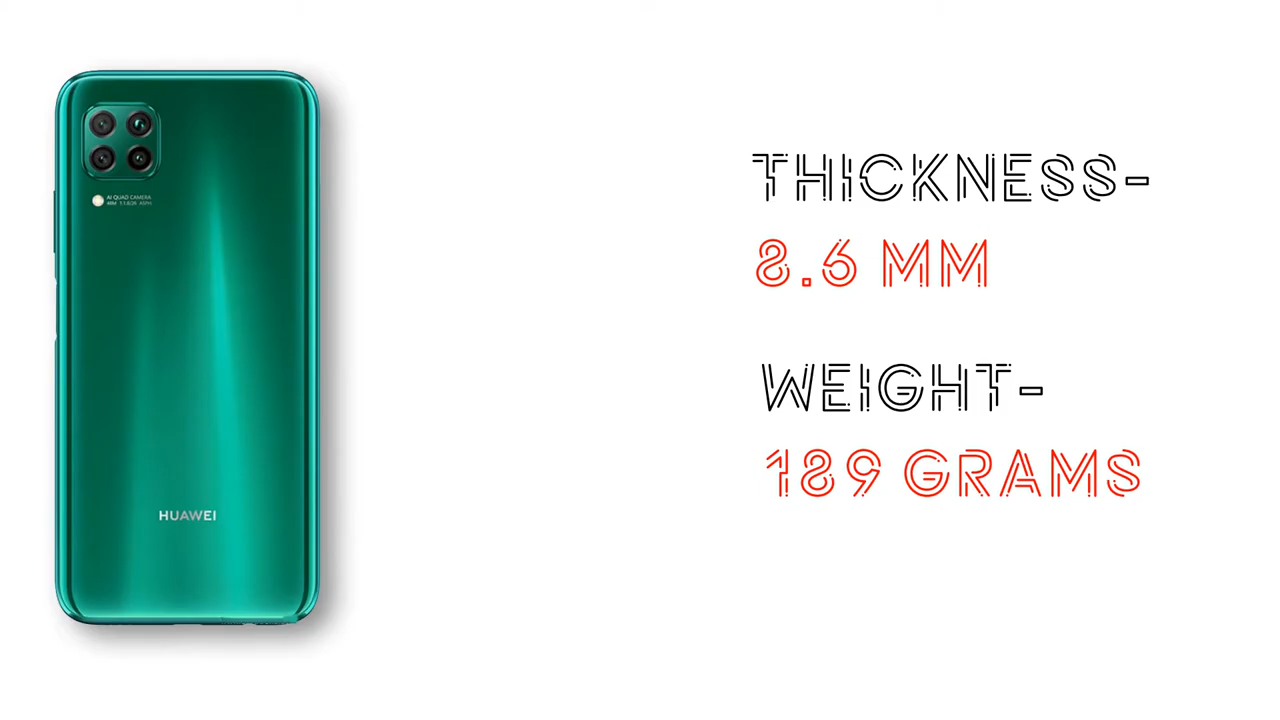 AI QUAD CAMERA
HUAWEI
THICKNESS-
8.6 MM
WEIGHT-
189 GRAMS